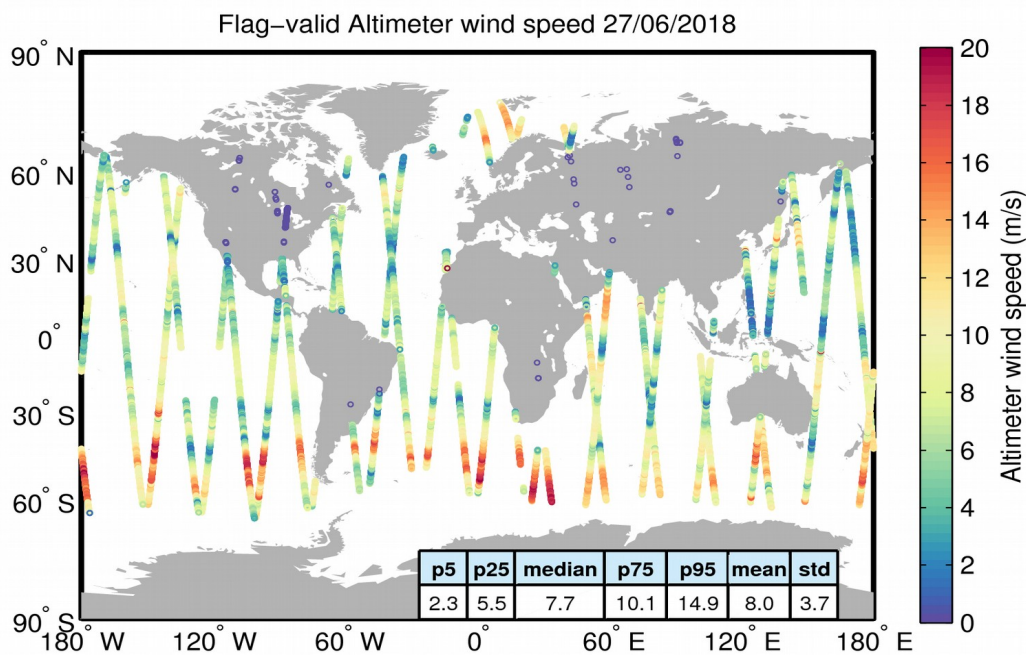 Flag−valid Altimeter wind speed 27/06/2018
90° N
60° N
30° N
0°
30° S
60° S
90° S
180° W
120° W
60° W
0°
60° E
120° E
180° E
p5 p25 median p75 p95 mean std
2.3 5.5 7.7 10.1 14.9 8.0 3.7
20
18
16
14
12
10
8
6
4
2
0
Altimeter wind speed (m/s)